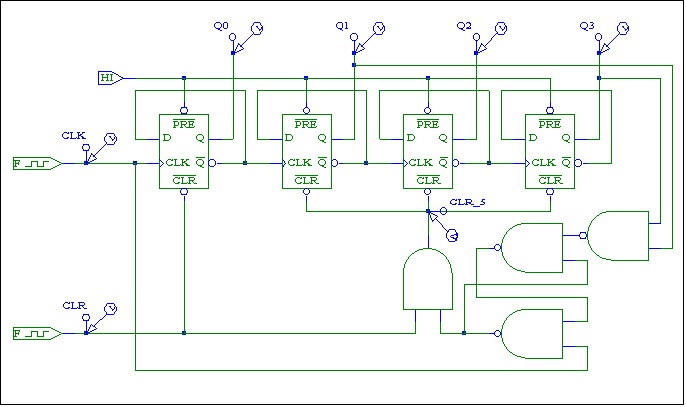 Q0 Q1 Q2 Q3
V V V V
HI
PRE PRE PRE PRE
CLK V
D Q D Q D Q D Q
F CLK Q CLK Q CLK Q CLK Q
CLR CLR CLR CLR
CLR_5
V
CLR V
F